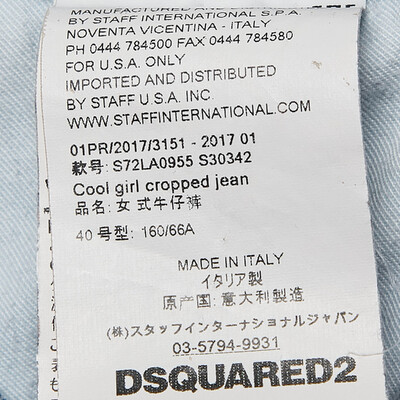 MANUFACTURED AND
BY STAFF INTERNATIONAL S.P.A.
NOVENTA VICENTINA - ITALY
PH 0444 784500 FAX 0444 784580
FOR U.S.A. ONLY
IMPORTED AND DISTRIBUTED
BY STAFF U.S.A. INC.
WWW.STAFFINTERNATIONAL.COM
01PR/2017/3151 - 2017 01
款号: S72LA0955 S30342
Cool girl cropped jean
品名: 女式牛仔裤
40 号型: 160/66A
MADE IN ITALY
イタリア製
原产国: 意大利製造
(株)スタッフインターナショナルジャパン
03-5794-9931
DSQUARED2